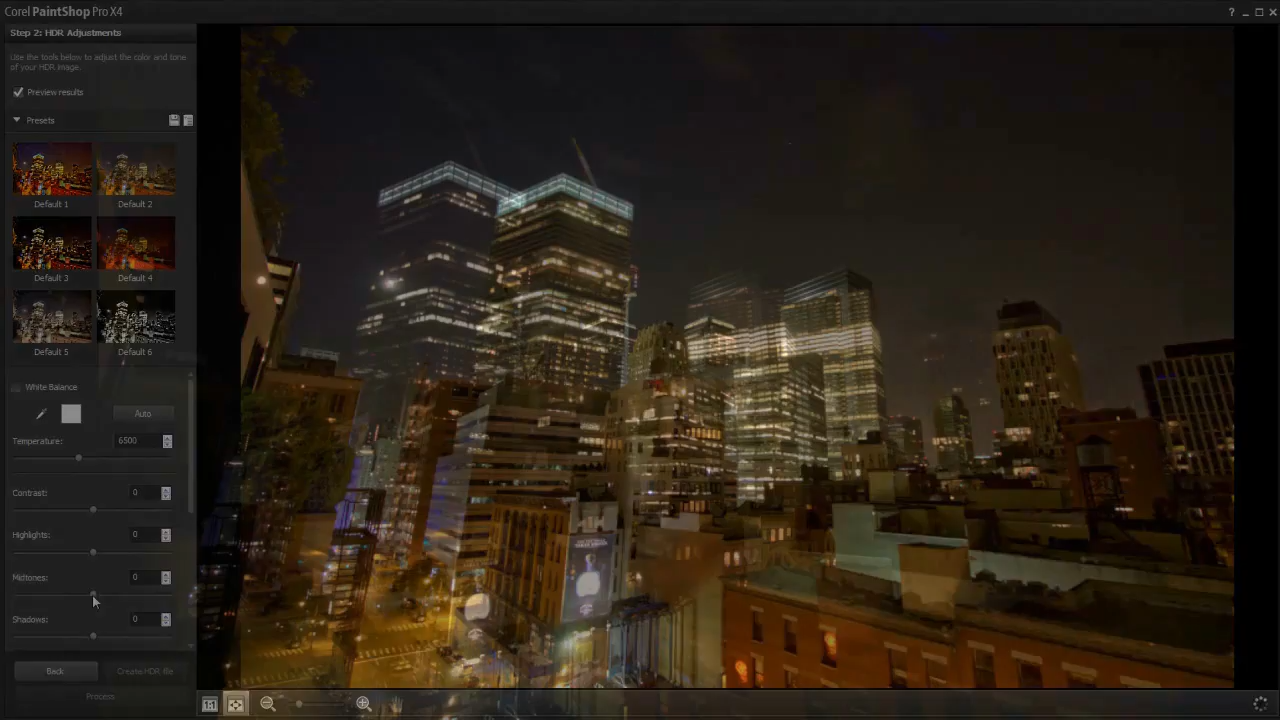 Corel PaintShop Pro X4
Step 2: HDR Adjustments
Use the tools below to adjust the color and tone
of your HDR image.
Preview results
Presets
Default 1
Default 2
Default 3
Default 4
Default 5
Default 6
White Balance
Auto
Temperature: 6500
Contrast: 0
Highlights: 0
Midtones: 0
Shadows: 0
Back
Create HDR file
Process
1:1